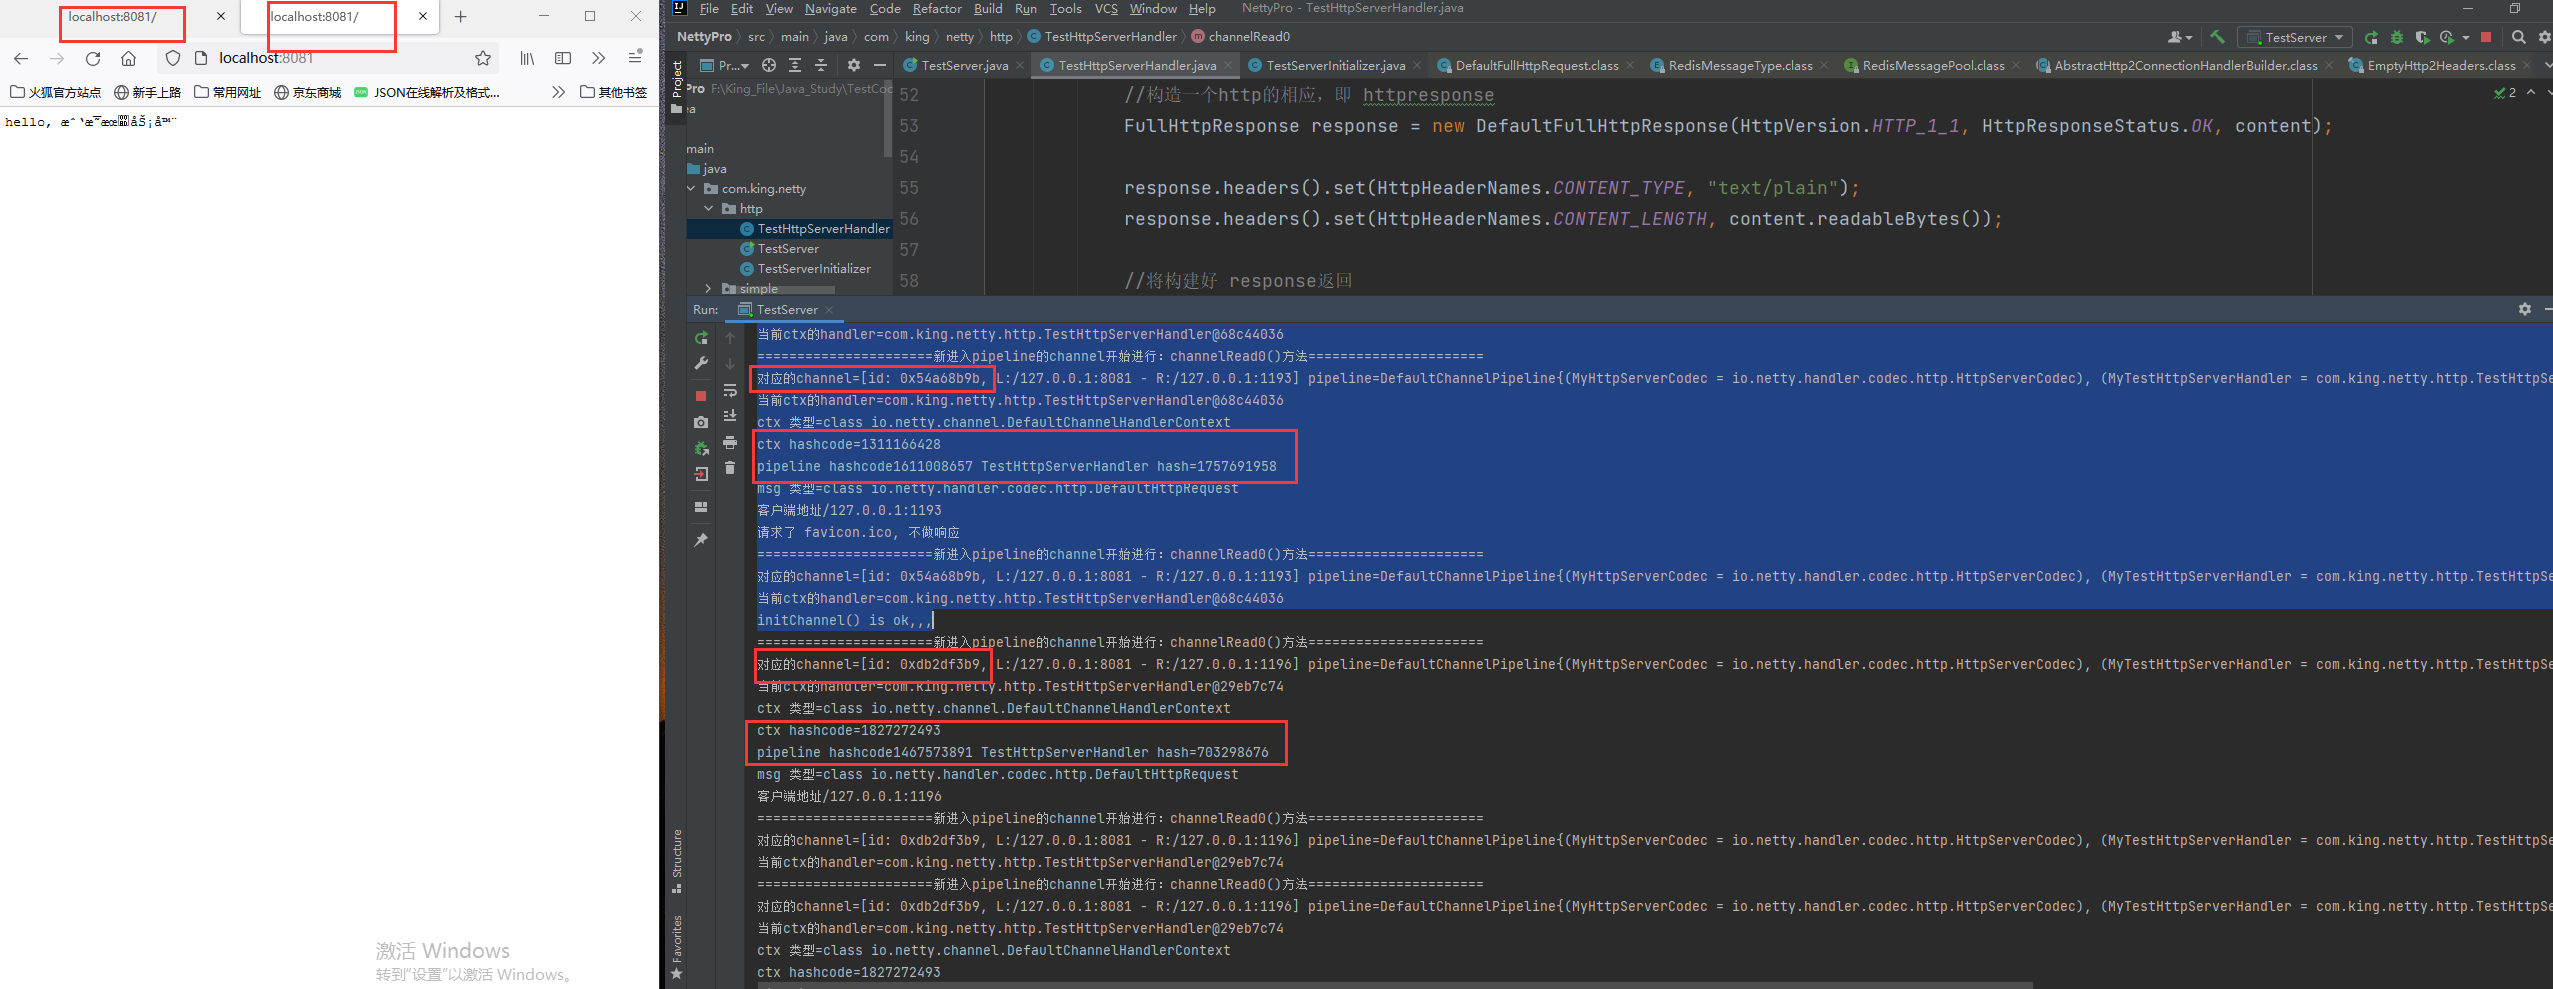 localhost:8081/
localhost:8081/
localhost:8081
火狐官方站点 新手上路 常用网址 京东商城 JSON在线解析及格式... 其他书签
激活 Windows
转到“设置”以激活 Windows。
File Edit View Navigate Code Refactor Build Run Tools VCS Window Help NettyPro - TestHttpServerHandler.java
NettyPro src main java com king netty http TestHttpServerHandler channelRead0
TestServer
Project
Pr...
TestServer.java TestHttpServerHandler.java TestServerInitializer.java DefaultFullHttpRequest.class RedisMessageType.class RedisMessagePool.class AbstractHttp2ConnectionHandlerBuilder.class EmptyHttp2Headers.class
Pro F:\King_File\Java_Study\TestCod
ea
main
java
com.king.netty
http
TestHttpServerHandler
TestServer
TestServerInitializer
simple
2
52 //构造一个http的相应，即 httpresponse
53 FullHttpResponse response = new DefaultFullHttpResponse(HttpVersion.HTTP_1_1, HttpResponseStatus.OK, content);
54
55 response.headers().set(HttpHeaderNames.CONTENT_TYPE, "text/plain");
56 response.headers().set(HttpHeaderNames.CONTENT_LENGTH, content.readableBytes());
57
58 //将构建好 response返回
Run: TestServer
当前ctx的handler=com.king.netty.http.TestHttpServerHandler@68c44036
======================新进入pipeline的channel开始进行：channelRead0()方法======================
对应的channel=[id: 0x54a68b9b, L:/127.0.0.1:8081 - R:/127.0.0.1:1193] pipeline=DefaultChannelPipeline{(MyHttpServerCodec = io.netty.handler.codec.http.HttpServerCodec), (MyTestHttpServerHandler = com.king.netty.http.TestHttpSe
当前ctx的handler=com.king.netty.http.TestHttpServerHandler@68c44036
ctx 类型=class io.netty.channel.DefaultChannelHandlerContext
ctx hashcode=1311166428
pipeline hashcode1611008657 TestHttpServerHandler hash=1757691958
msg 类型=class io.netty.handler.codec.http.DefaultHttpRequest
客户端地址/127.0.0.1:1193
请求了 favicon.ico, 不做响应
======================新进入pipeline的channel开始进行：channelRead0()方法======================
对应的channel=[id: 0x54a68b9b, L:/127.0.0.1:8081 - R:/127.0.0.1:1193] pipeline=DefaultChannelPipeline{(MyHttpServerCodec = io.netty.handler.codec.http.HttpServerCodec), (MyTestHttpServerHandler = com.king.netty.http.TestHttpSe
当前ctx的handler=com.king.netty.http.TestHttpServerHandler@68c44036
initChannel() is ok,,,
======================新进入pipeline的channel开始进行：channelRead0()方法======================
对应的channel=[id: 0xdb2df3b9, L:/127.0.0.1:8081 - R:/127.0.0.1:1196] pipeline=DefaultChannelPipeline{(MyHttpServerCodec = io.netty.handler.codec.http.HttpServerCodec), (MyTestHttpServerHandler = com.king.netty.http.TestHttpSe
当前ctx的handler=com.king.netty.http.TestHttpServerHandler@29eb7c74
ctx 类型=class io.netty.channel.DefaultChannelHandlerContext
ctx hashcode=1827272493
pipeline hashcode1467573891 TestHttpServerHandler hash=703298676
msg 类型=class io.netty.handler.codec.http.DefaultHttpRequest
客户端地址/127.0.0.1:1196
======================新进入pipeline的channel开始进行：channelRead0()方法======================
对应的channel=[id: 0xdb2df3b9, L:/127.0.0.1:8081 - R:/127.0.0.1:1196] pipeline=DefaultChannelPipeline{(MyHttpServerCodec = io.netty.handler.codec.http.HttpServerCodec), (MyTestHttpServerHandler = com.king.netty.http.TestHttpSe
当前ctx的handler=com.king.netty.http.TestHttpServerHandler@29eb7c74
======================新进入pipeline的channel开始进行：channelRead0()方法======================
对应的channel=[id: 0xdb2df3b9, L:/127.0.0.1:8081 - R:/127.0.0.1:1196] pipeline=DefaultChannelPipeline{(MyHttpServerCodec = io.netty.handler.codec.http.HttpServerCodec), (MyTestHttpServerHandler = com.king.netty.http.TestHttpSe
当前ctx的handler=com.king.netty.http.TestHttpServerHandler@29eb7c74
ctx 类型=class io.netty.channel.DefaultChannelHandlerContext
ctx hashcode=1827272493
Structure
Favorites
hello,